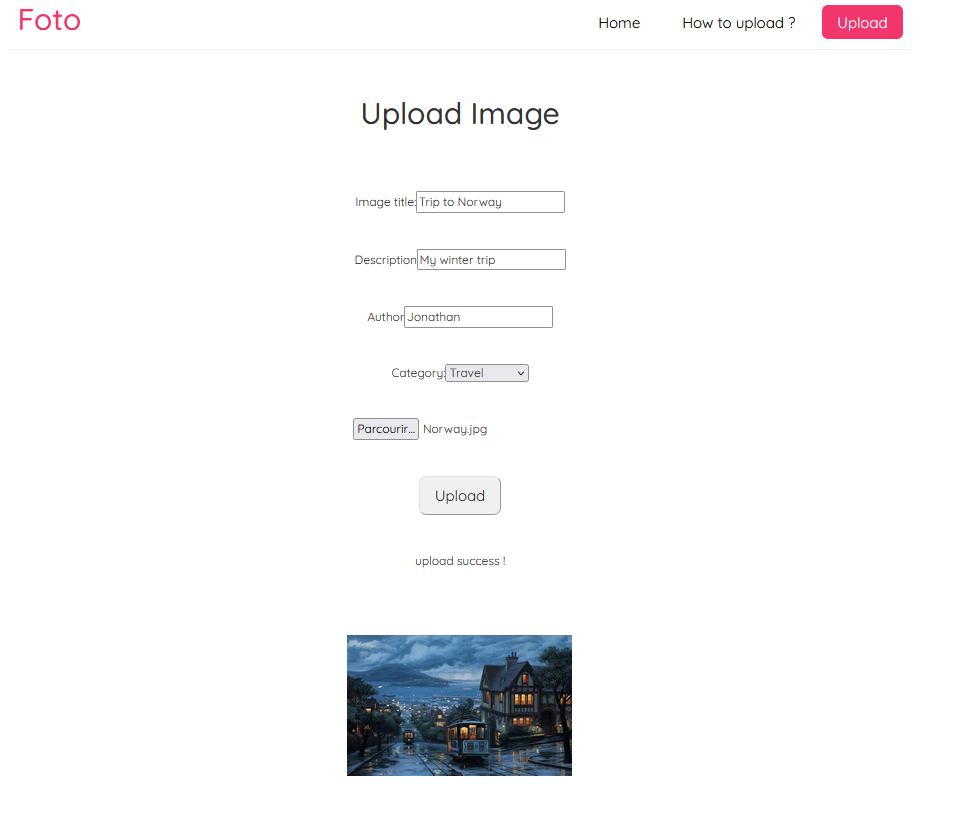 Foto Home How to upload ? Upload
Upload Image
Image title: Trip to Norway
Description My winter trip
Author Jonathan
Category: Travel
Parcourir... Norway.jpg
Upload
upload success !